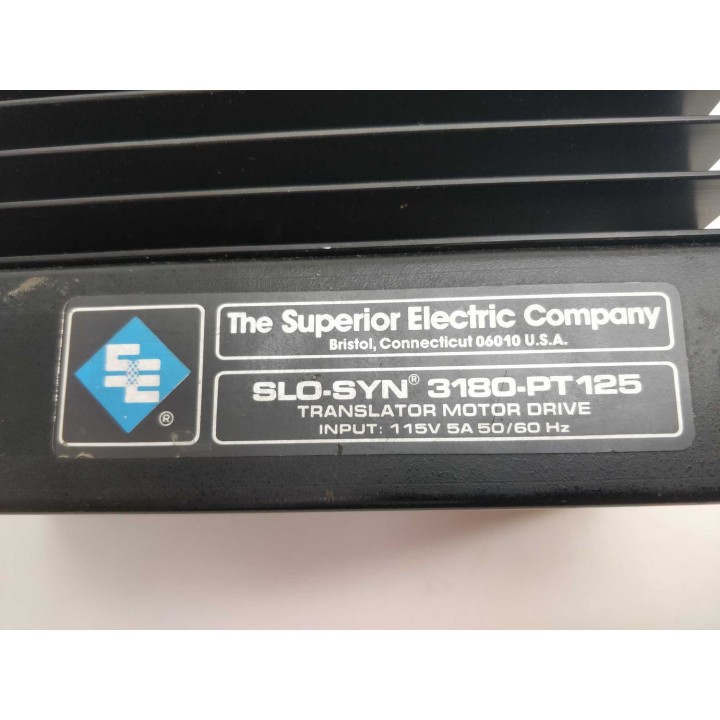 The Superior Electric Company
Bristol, Connecticut 06010 U.S.A.
SE®
SLO-SYN® 3180-PT125
TRANSLATOR MOTOR DRIVE
INPUT: 115V 5A 50/60 Hz